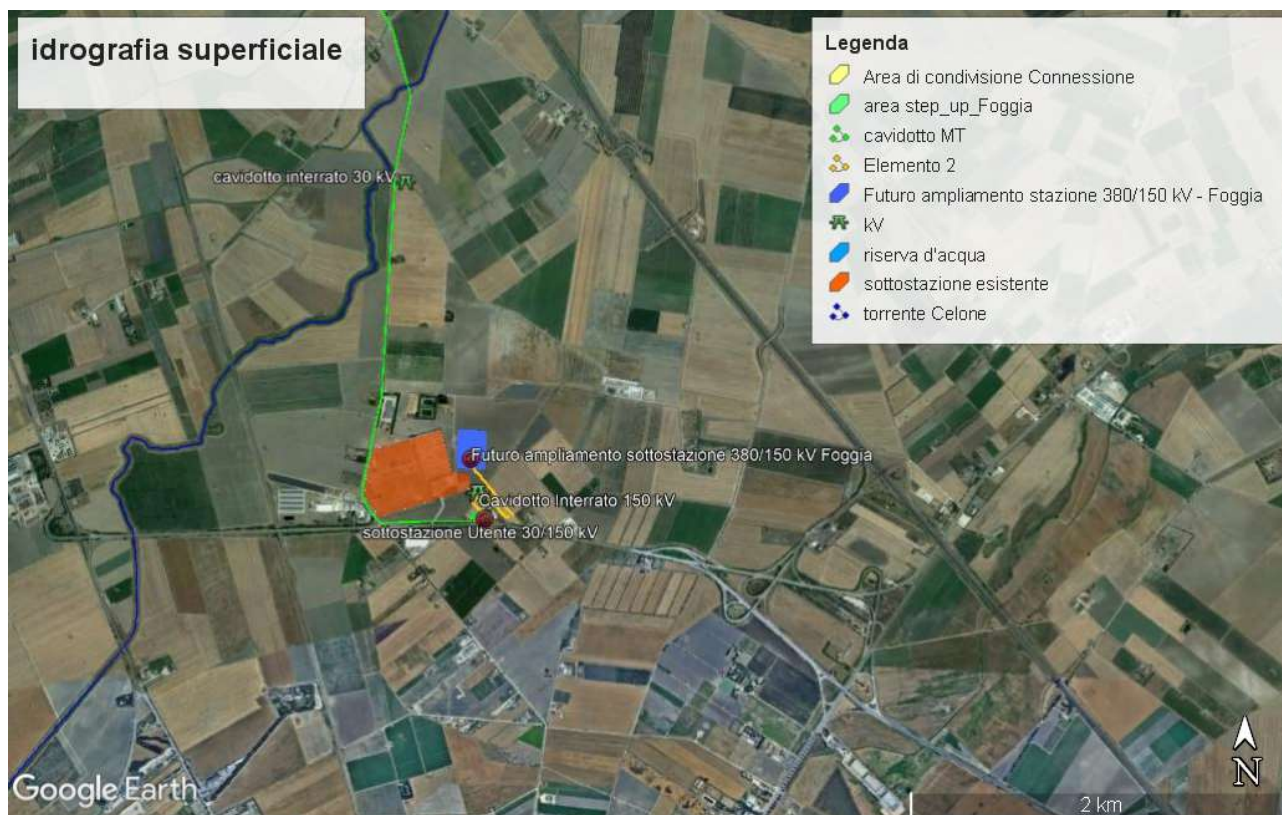 idrografia superficiale
Legenda
Area di condivisione Connessione
area step_up_Foggia
cavidotto MT
Elemento 2
Futuro ampliamento stazione 380/150 kV - Foggia
kV
riserva d'acqua
sottostazione esistente
torrente Celone
cavidotto interrato 30 kV
Futuro ampliamento sottostazione 380/150 kV Foggia
Cavidotto Interrato 150 kV
sottostazione Utente 30/150 kV
Google Earth
N
2 km